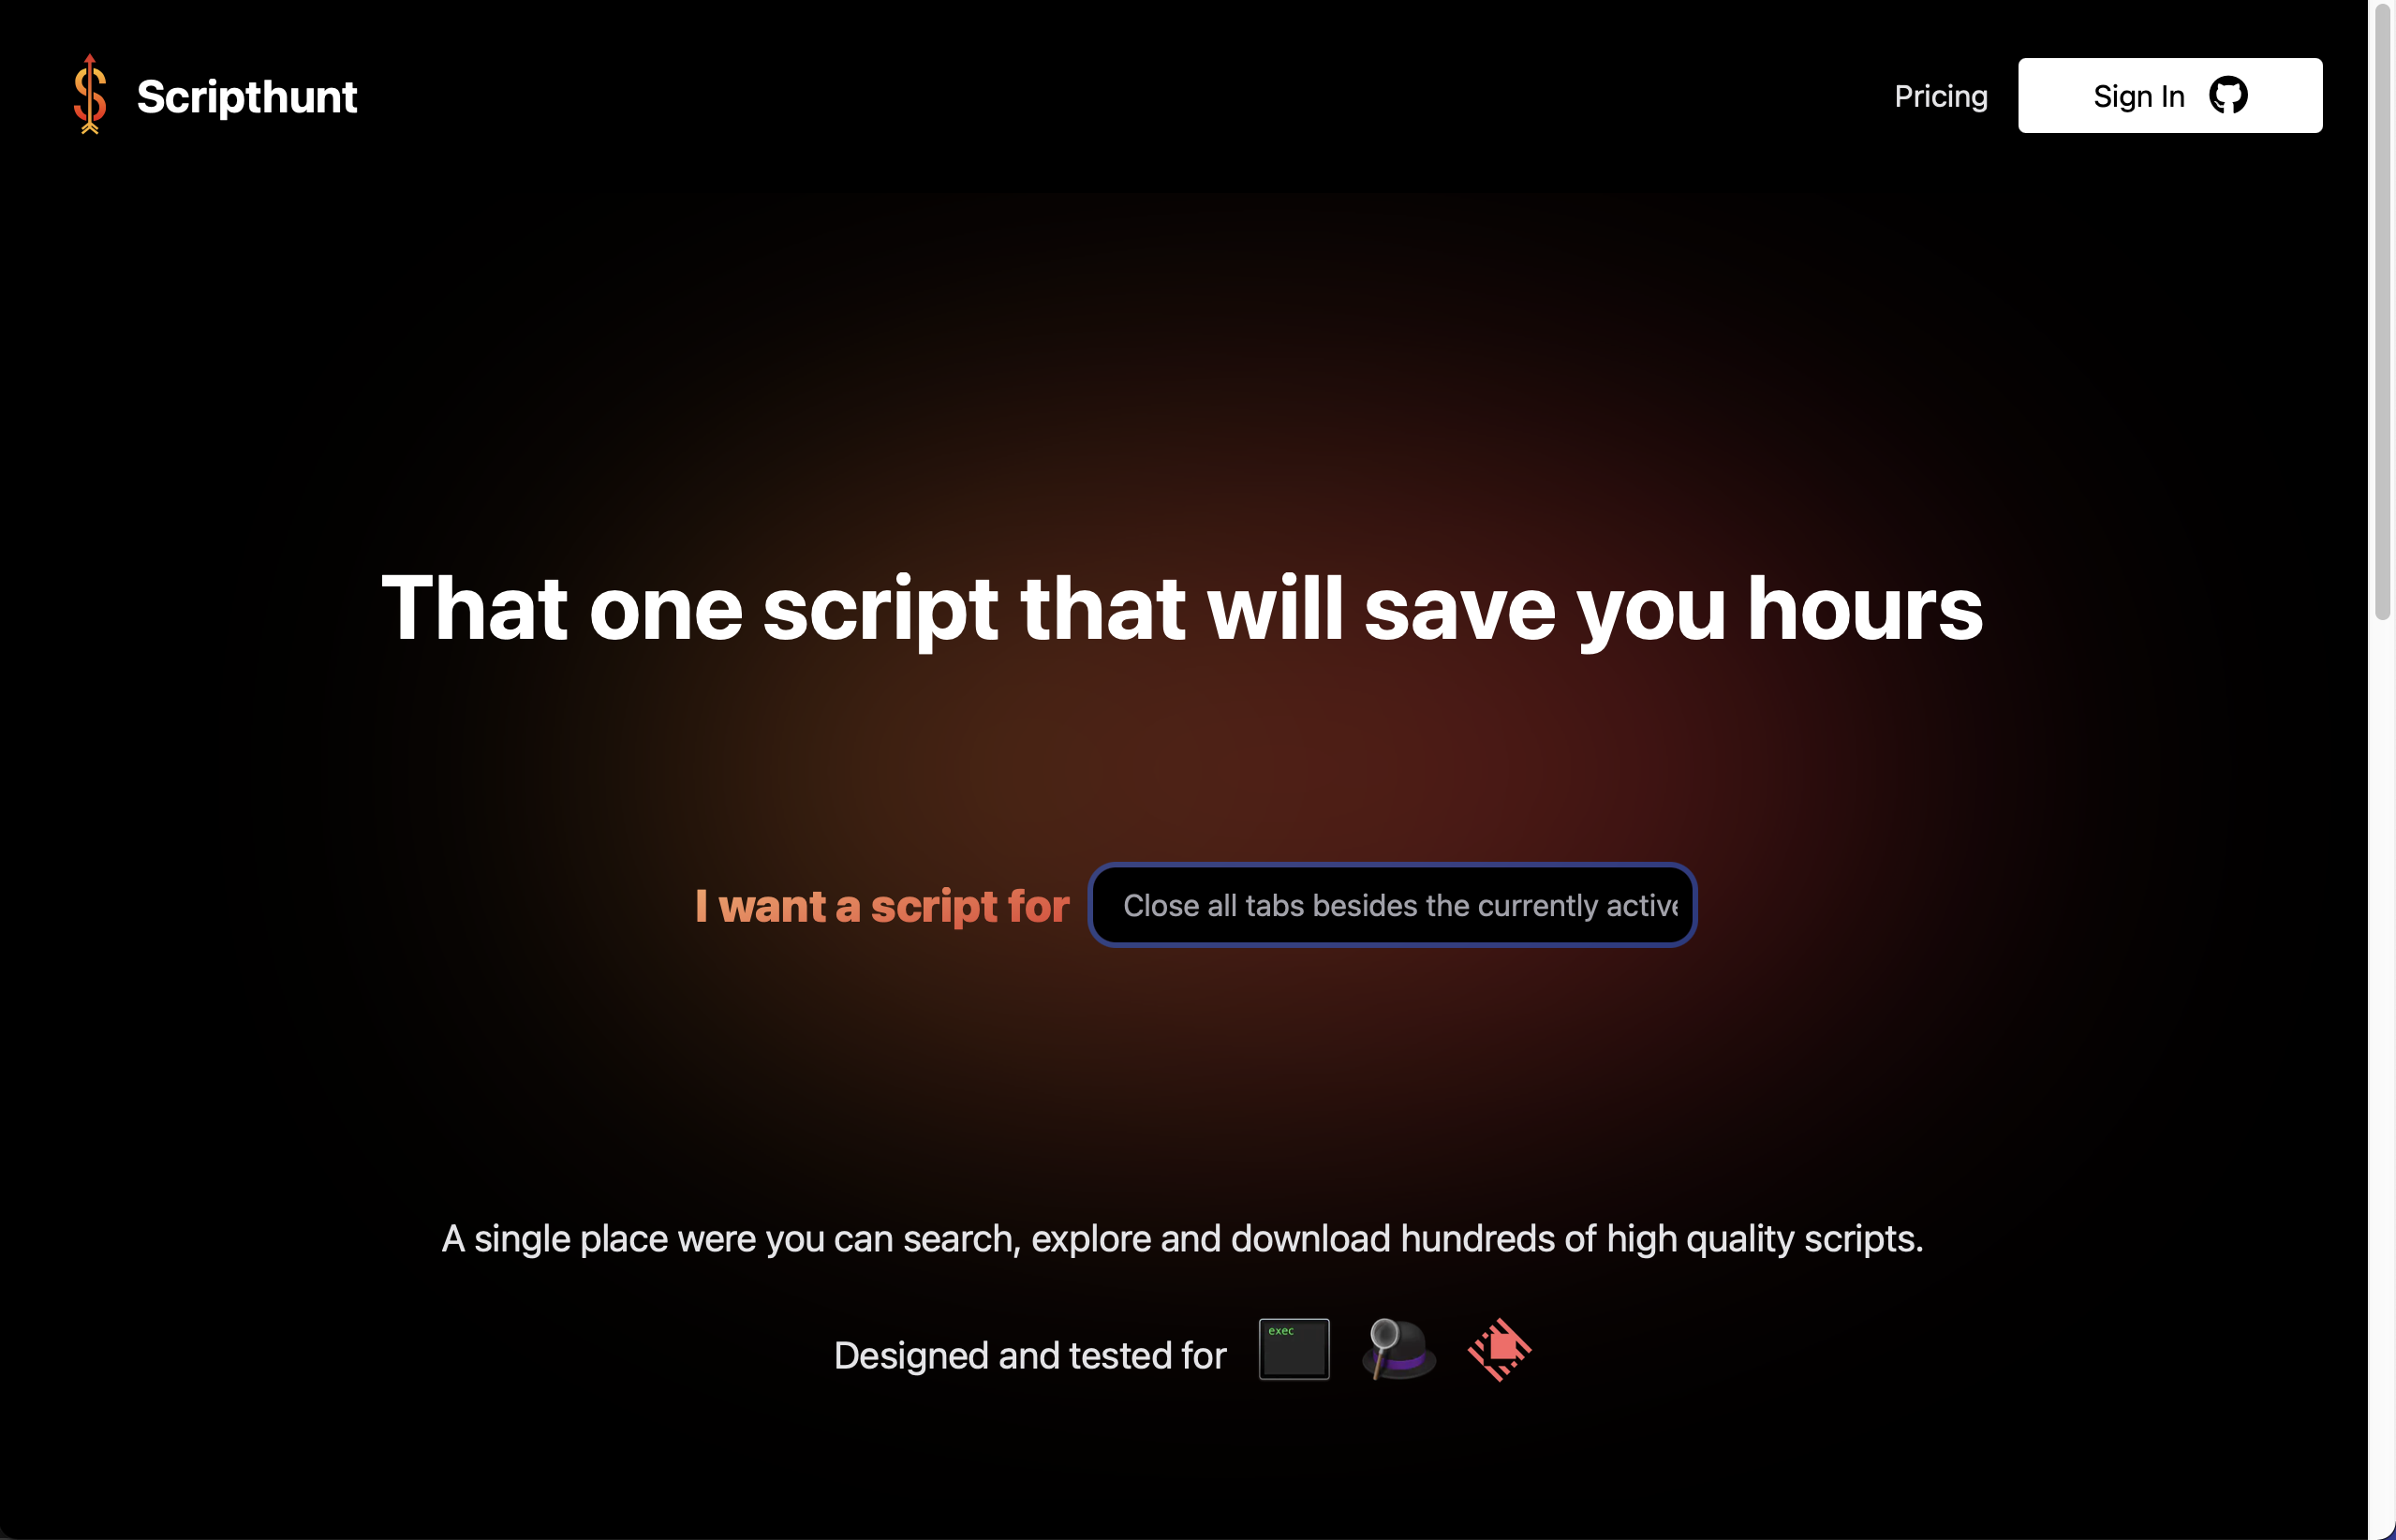 Scripthunt
Pricing
Sign In
That one script that will save you hours
I want a script for
Close all tabs besides the currently active
A single place were you can search, explore and download hundreds of high quality scripts.
Designed and tested for
exec